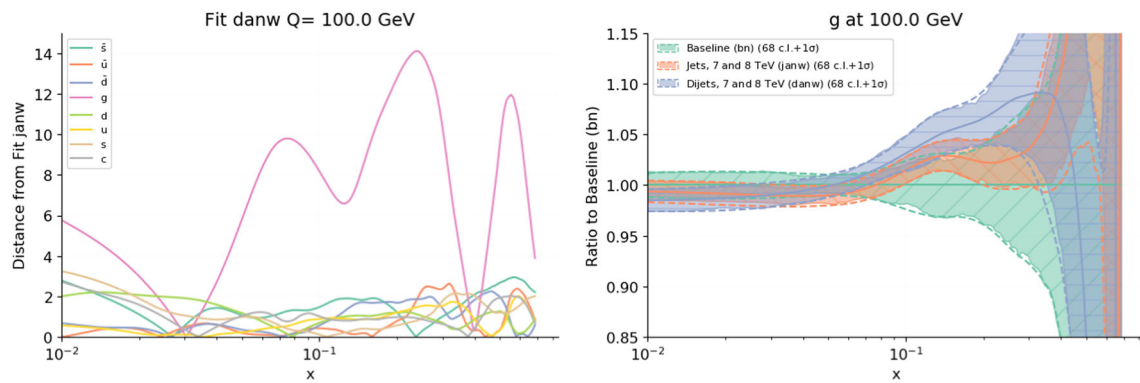 Fit danw Q= 100.0 GeV
Distance from Fit janw
14
12
10
8
6
4
2
0
s̄
ū
d̄
g
d
u
s
c
10⁻²
10⁻¹
x
g at 100.0 GeV
Ratio to Baseline (bn)
1.15
1.10
1.05
1.00
0.95
0.90
0.85
Baseline (bn) (68 c.l.+1σ)
Jets, 7 and 8 TeV (janw) (68 c.l.+1σ)
Dijets, 7 and 8 TeV (danw) (68 c.l.+1σ)
10⁻²
10⁻¹
x